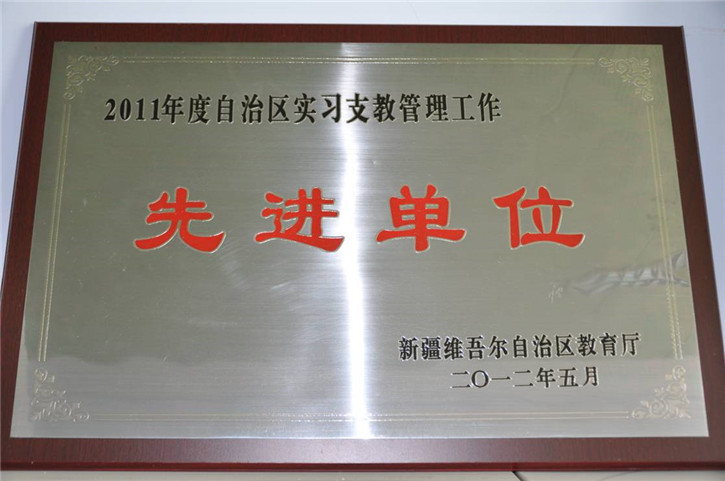 2011年度自治区实习支教管理工作
先进单位
新疆维吾尔自治区教育厅
二〇一二年五月